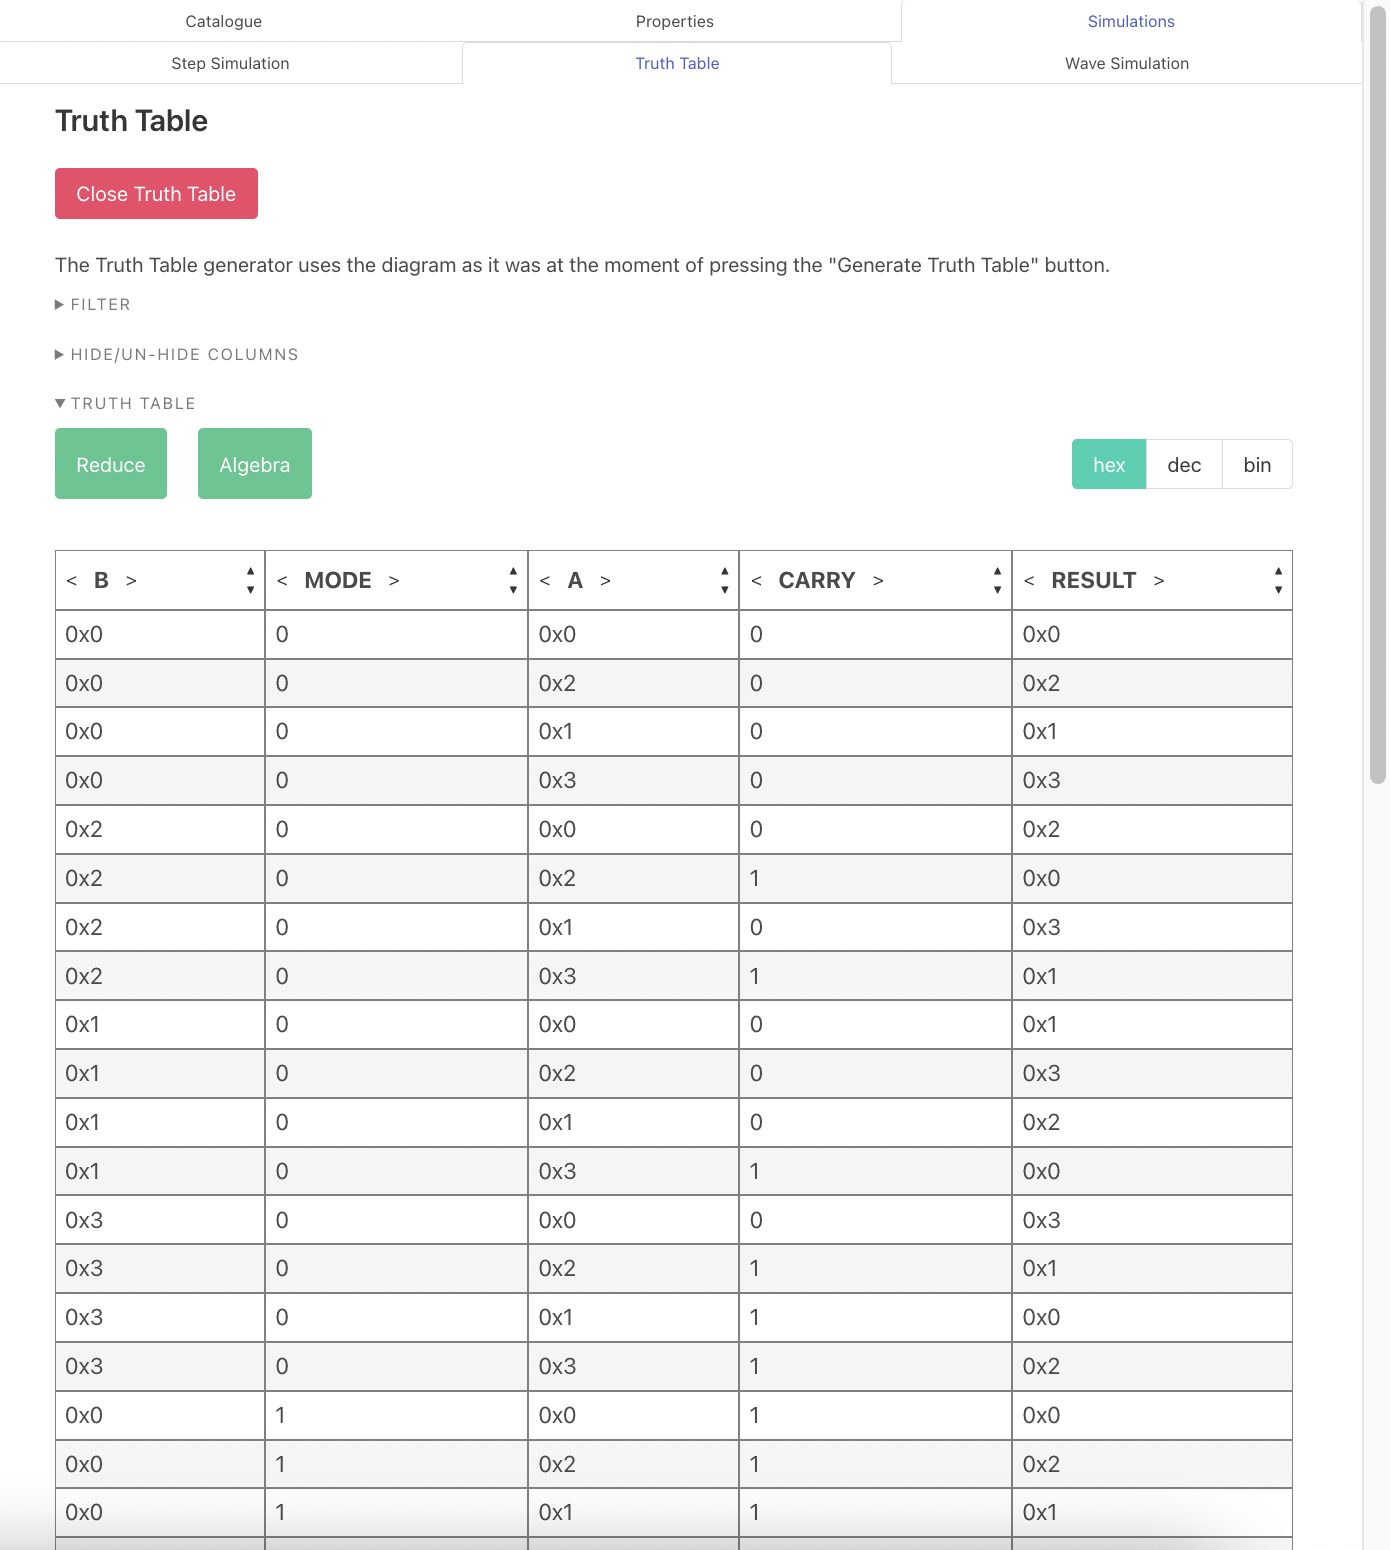 Catalogue Properties Simulations
Step Simulation Truth Table Wave Simulation
Truth Table
Close Truth Table
The Truth Table generator uses the diagram as it was at the moment of pressing the "Generate Truth Table" button.
▶ FILTER
▶ HIDE/UN-HIDE COLUMNS
▼ TRUTH TABLE
Reduce Algebra hex dec bin
< B > ▲▼ < MODE > ▲▼ < A > ▲▼ < CARRY > ▲▼ < RESULT > ▲▼
0x0 0 0x0 0 0x0
0x0 0 0x2 0 0x2
0x0 0 0x1 0 0x1
0x0 0 0x3 0 0x3
0x2 0 0x0 0 0x2
0x2 0 0x2 1 0x0
0x2 0 0x1 0 0x3
0x2 0 0x3 1 0x1
0x1 0 0x0 0 0x1
0x1 0 0x2 0 0x3
0x1 0 0x1 0 0x2
0x1 0 0x3 1 0x0
0x3 0 0x0 0 0x3
0x3 0 0x2 1 0x1
0x3 0 0x1 1 0x0
0x3 0 0x3 1 0x2
0x0 1 0x0 1 0x0
0x0 1 0x2 1 0x2
0x0 1 0x1 1 0x1